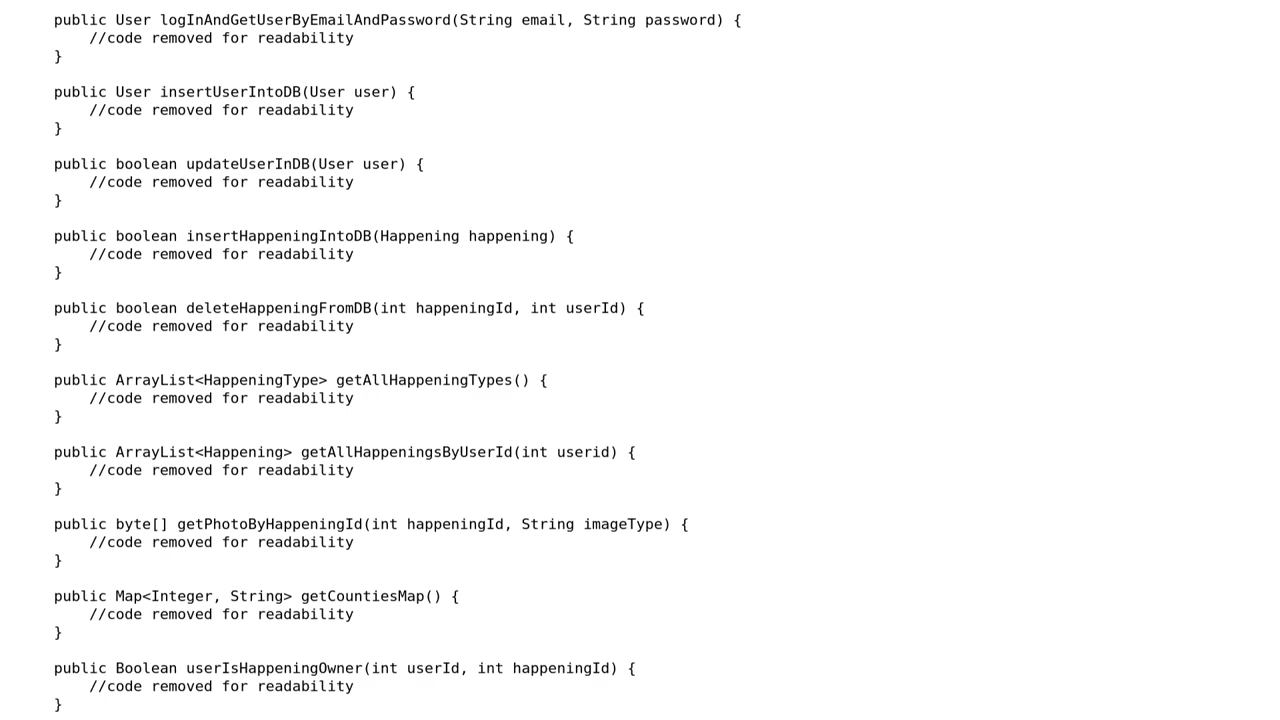 public User logInAndGetUserByEmailAndPassword(String email, String password) {
    //code removed for readability
}
public User insertUserIntoDB(User user) {
    //code removed for readability
}
public boolean updateUserInDB(User user) {
    //code removed for readability
}
public boolean insertHappeningIntoDB(Happening happening) {
    //code removed for readability
}
public boolean deleteHappeningFromDB(int happeningId, int userId) {
    //code removed for readability
}
public ArrayList<HappeningType> getAllHappeningTypes() {
    //code removed for readability
}
public ArrayList<Happening> getAllHappeningsByUserId(int userid) {
    //code removed for readability
}
public byte[] getPhotoByHappeningId(int happeningId, String imageType) {
    //code removed for readability
}
public Map<Integer, String> getCountiesMap() {
    //code removed for readability
}
public Boolean userIsHappeningOwner(int userId, int happeningId) {
    //code removed for readability
}